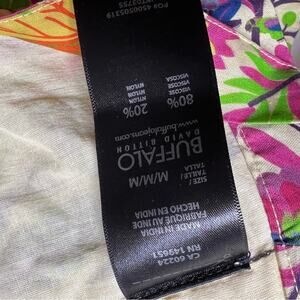 CA 60224
RN 149651
MADE IN INDIA
FABRIQUÉ AU INDE
HECHO EN INDIA
SIZE/
TAILLE/
TALLA
M/M/M
BUFFALO
DAVID BITTON
www.buffalojeans.com
80% VISCOSE
VISCOSE
VISCOSA
20% NYLON
NYLON
NYLON
PO# 4500505319